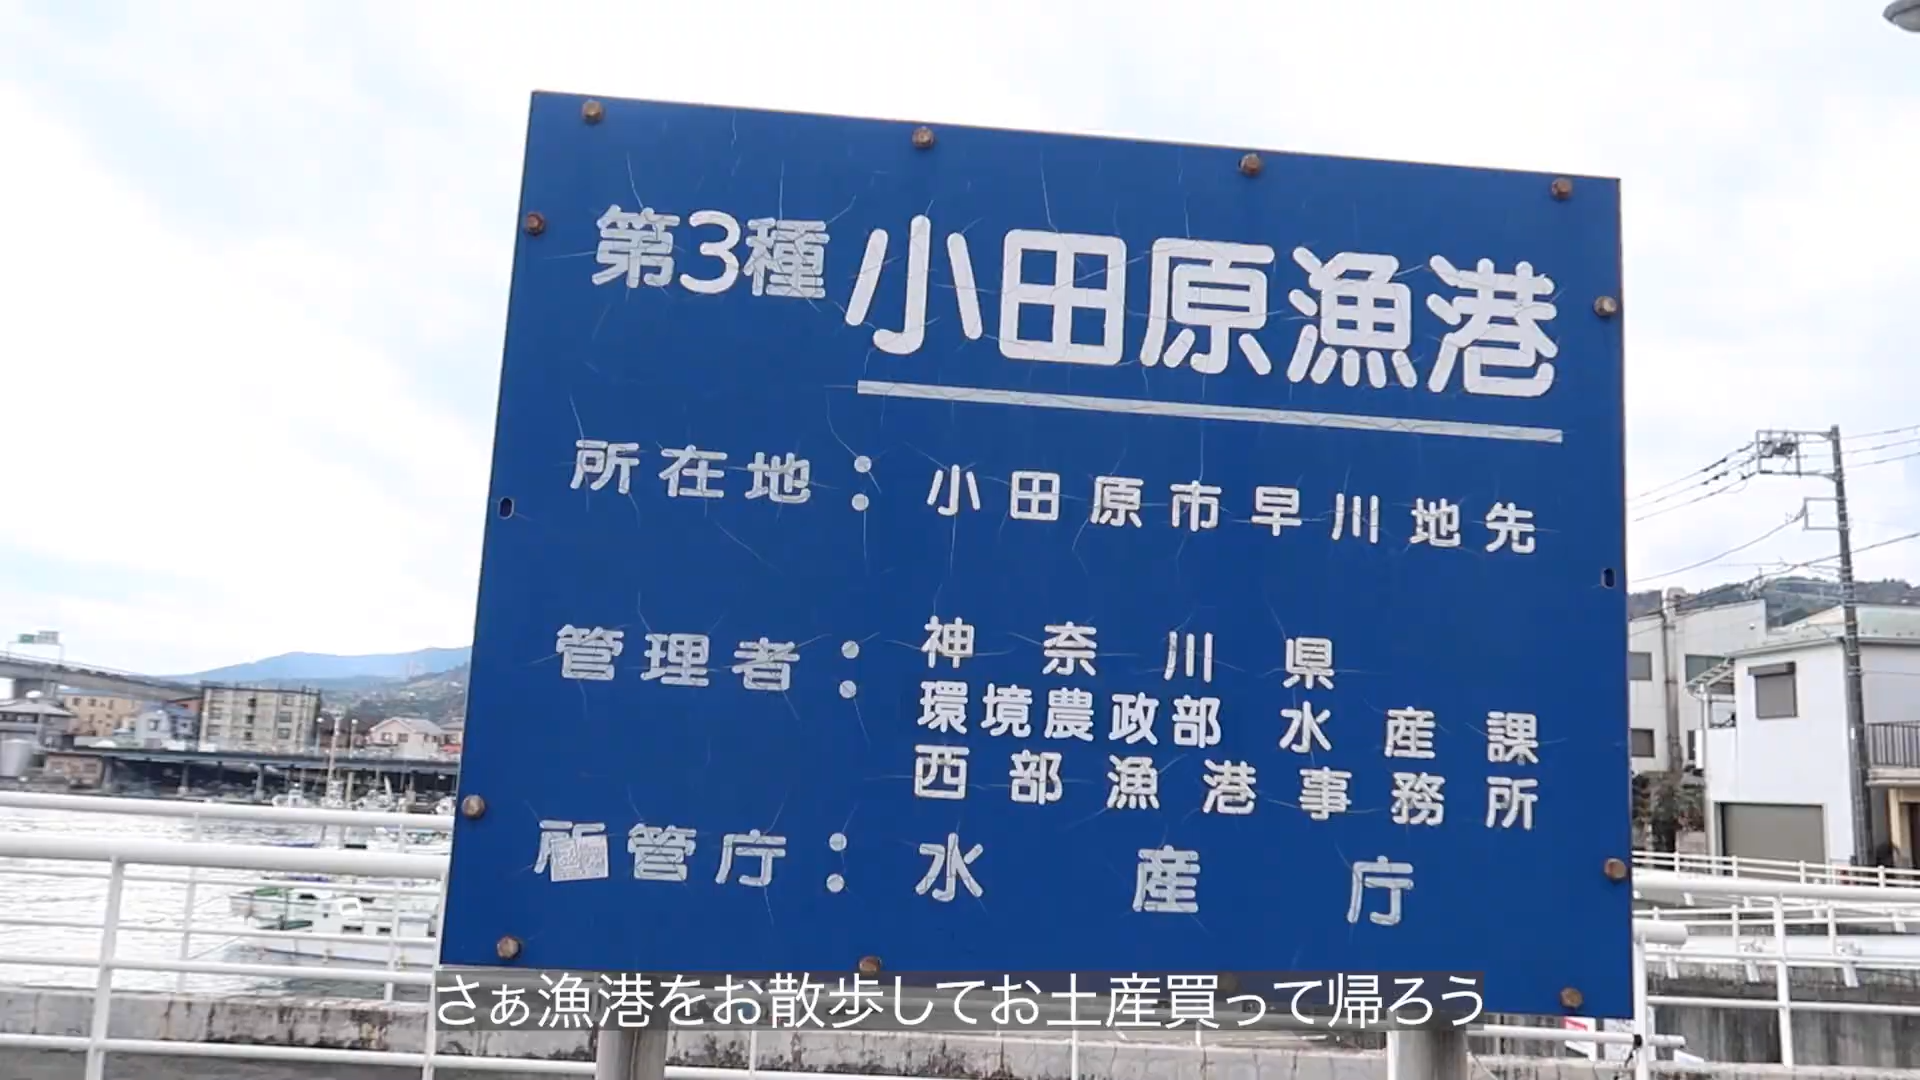 第3種 小田原漁港
所在地：小田原市早川地先
管理者：神奈川県
環境農政部 水産課
西部漁港事務所
所管庁：水産庁
さぁ漁港をお散歩してお土産買って帰ろう